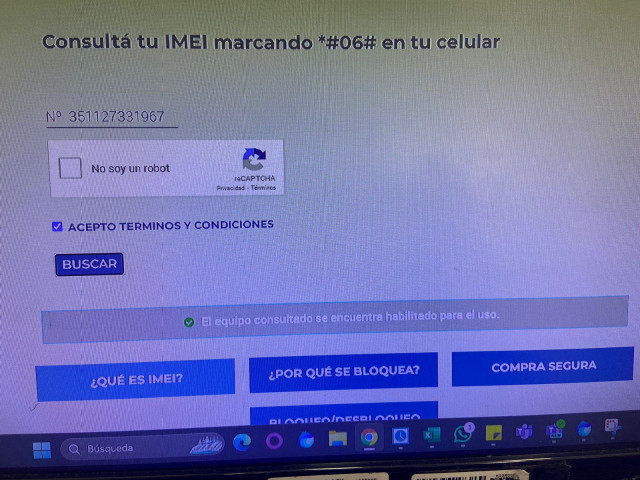 Consultá tu IMEI marcando *#06# en tu celular
Nº 351127331967
No soy un robot
reCAPTCHA
Privacidad - Términos
ACEPTO TERMINOS Y CONDICIONES
BUSCAR
El equipo consultado se encuentra habilitado para el uso.
¿QUÉ ES IMEI?
¿POR QUÉ SE BLOQUEA?
COMPRA SEGURA
BLOQUEO/DESBLOQUEO
Búsqueda
1